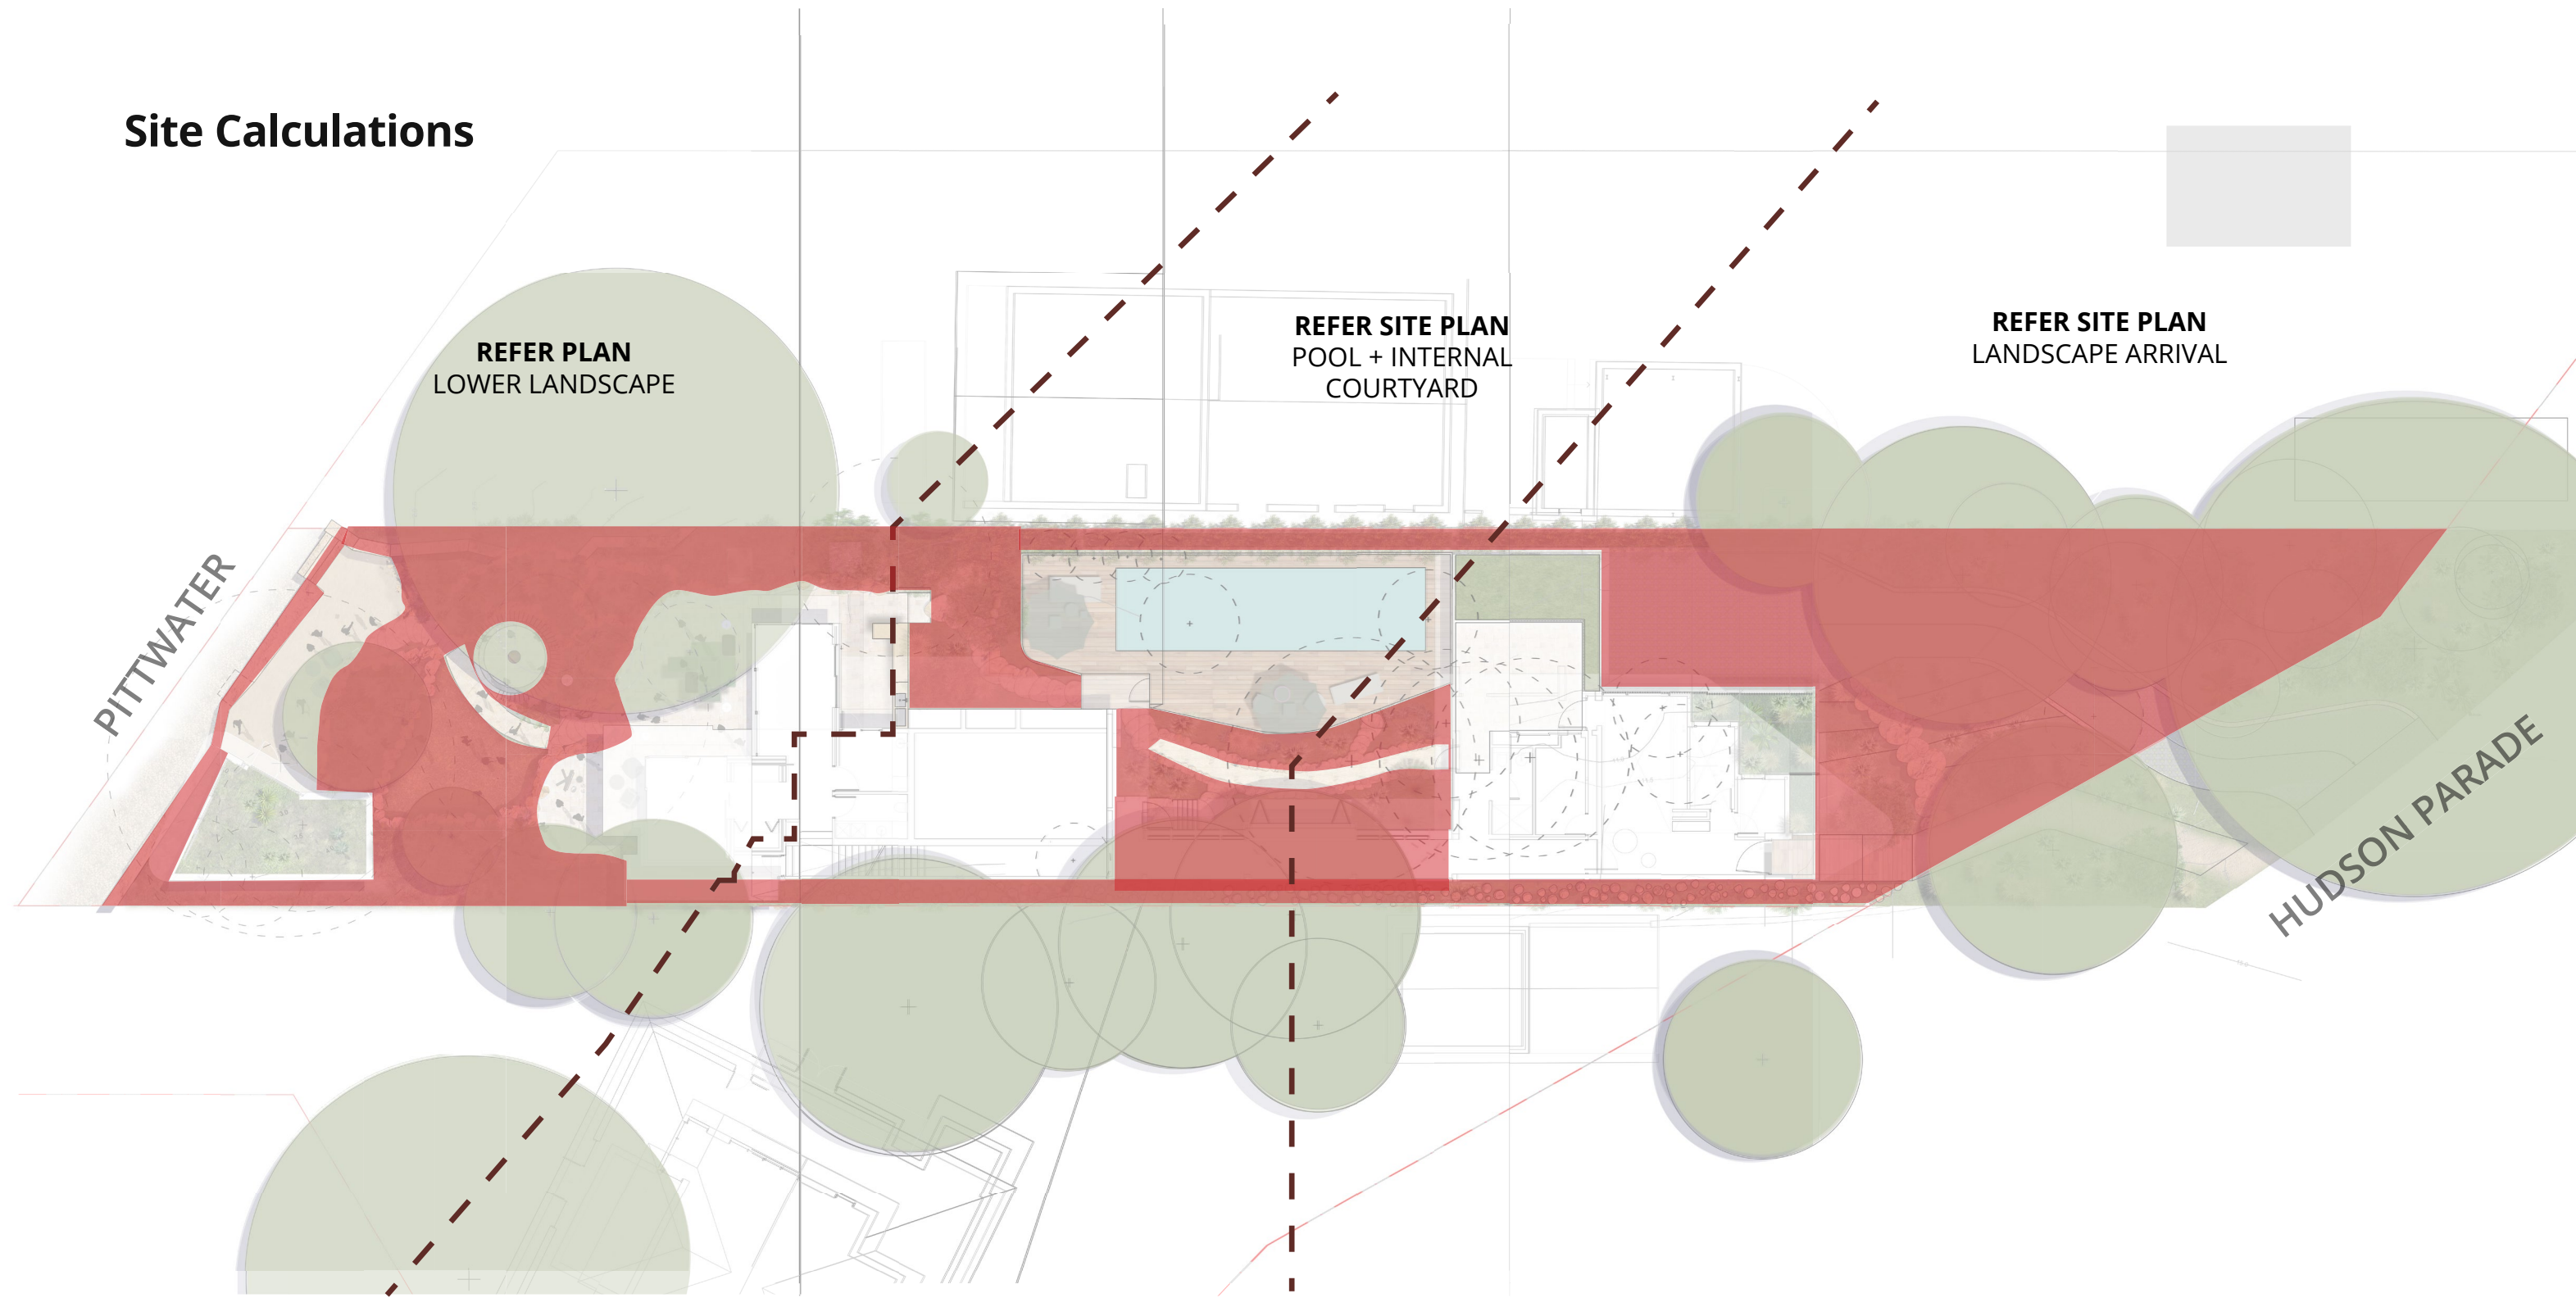 Site Calculations
REFER PLAN
LOWER LANDSCAPE
REFER SITE PLAN
POOL + INTERNAL
COURTYARD
REFER SITE PLAN
LANDSCAPE ARRIVAL
PITTWATER
HUDSON PARADE